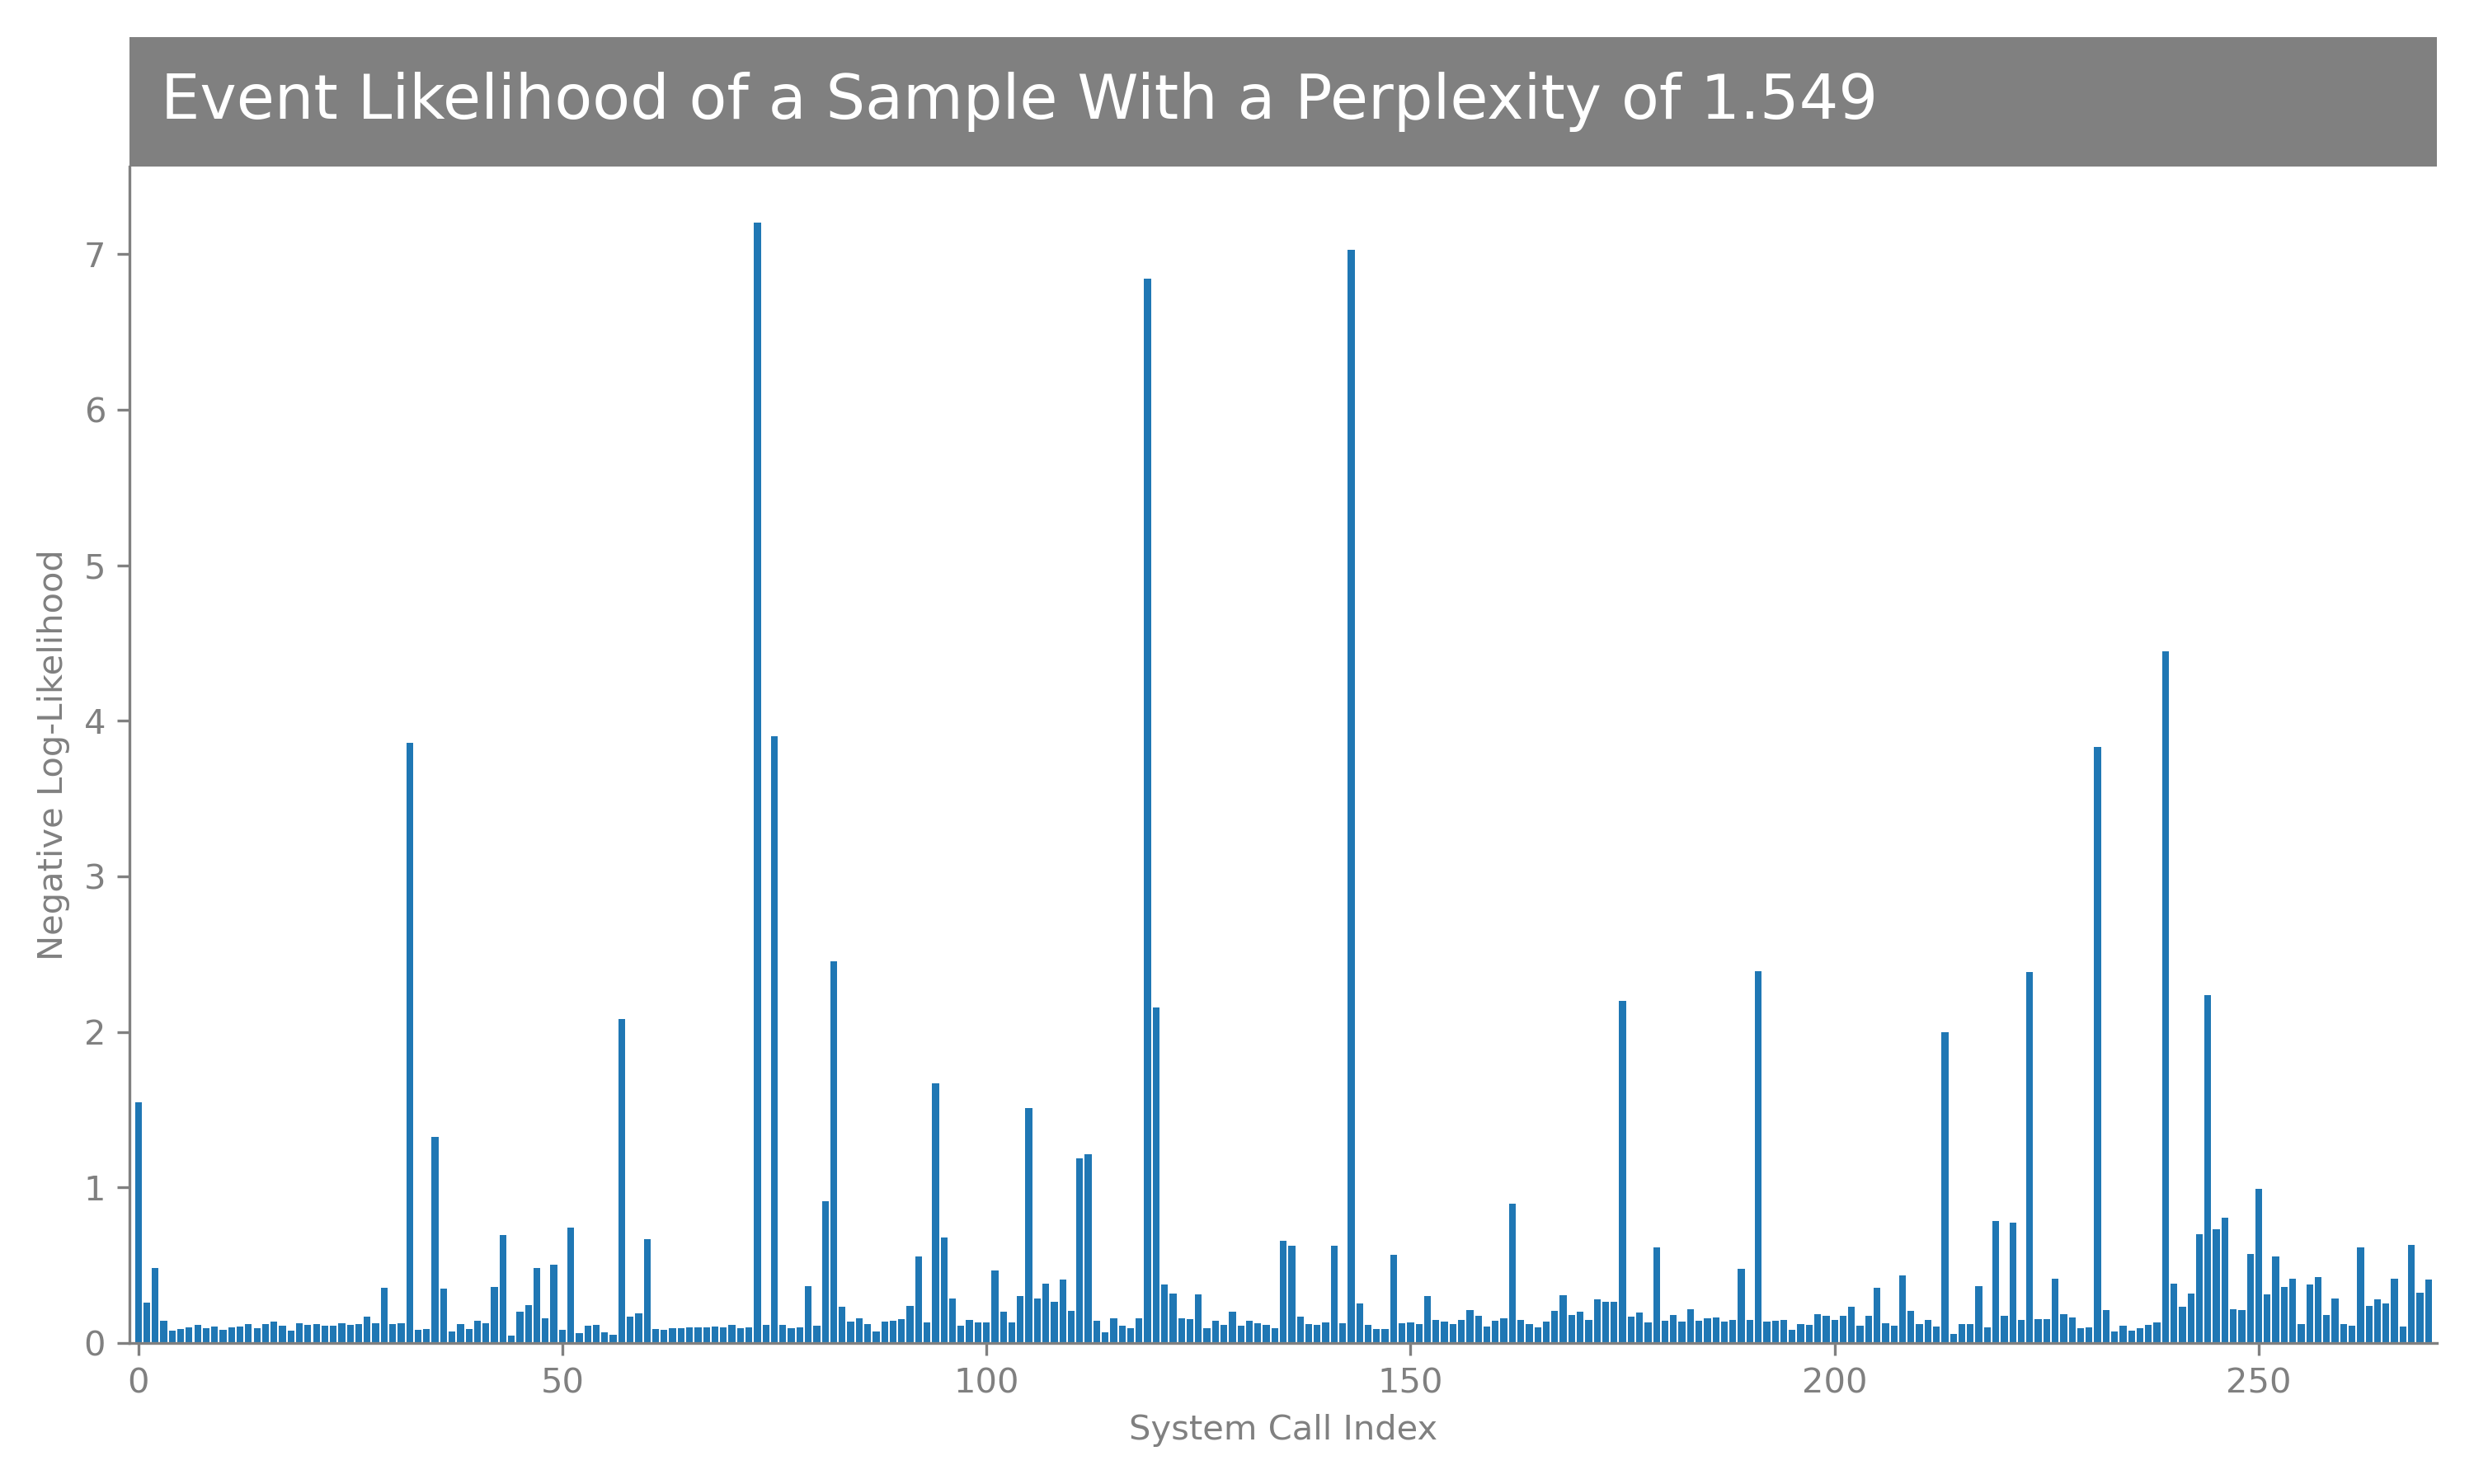 Event Likelihood of a Sample With a Perplexity of 1.549
Negative Log-Likelihood
7
6
5
4
3
2
1
0
0 50 100 150 200 250
System Call Index